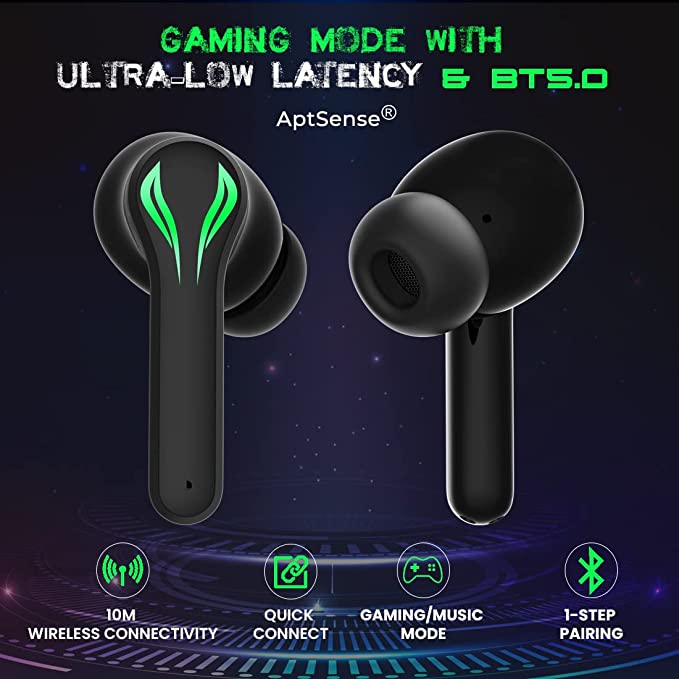 GAMING MODE WITH
ULTRA-LOW LATENCY & BT5.0
AptSense®
10M
WIRELESS CONNECTIVITY
QUICK
CONNECT
GAMING/MUSIC
MODE
1-STEP
PAIRING